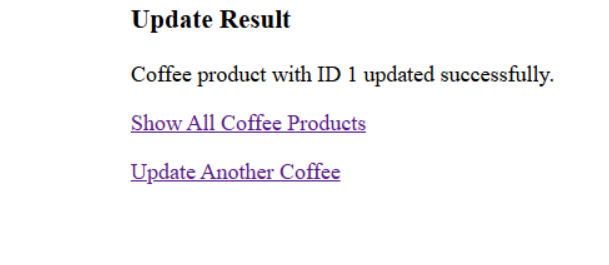 Update Result
Coffee product with ID 1 updated successfully.
Show All Coffee Products
Update Another Coffee